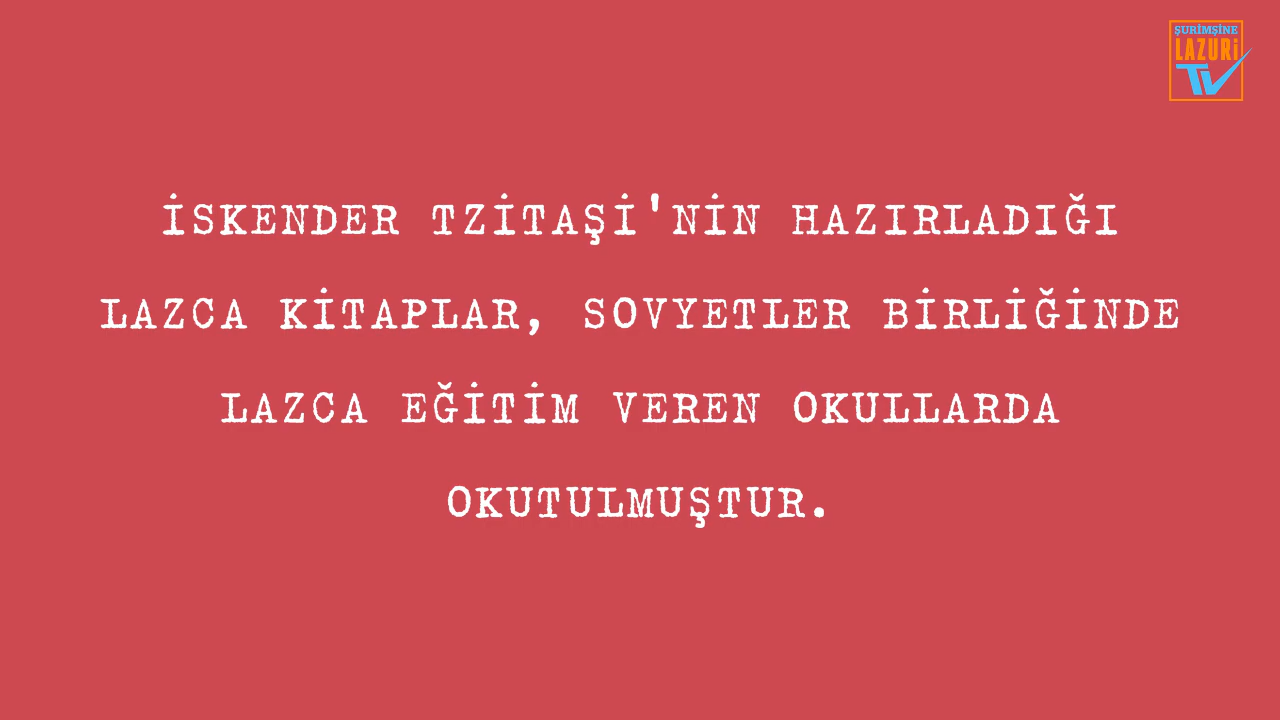 ŞURİMŞİNE
LAZURi
TV
İSKENDER TZİTAŞİ'NİN HAZIRLADIĞI
LAZCA KİTAPLAR, SOVYETLER BİRLİĞİNDE
LAZCA EĞİTİM VEREN OKULLARDA
OKUTULMUŞTUR.